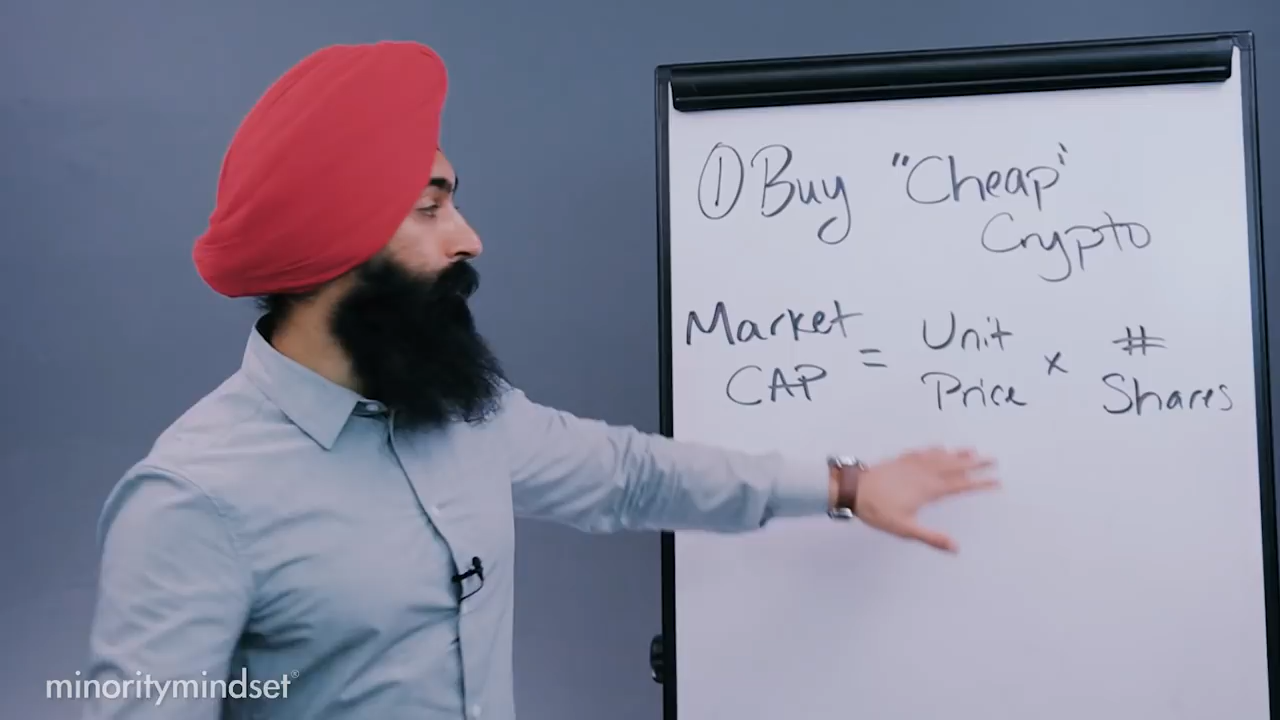 ① Buy "Cheap"
Crypto
Market CAP = Unit Price x # Shares
minoritymindset®